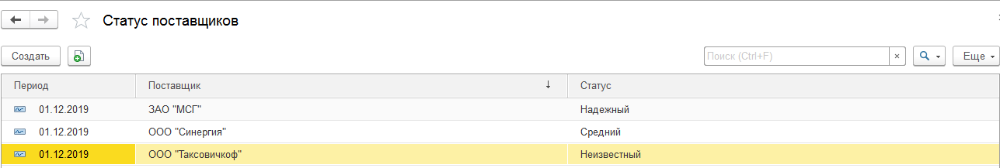 Статус поставщиков
Создать Поиск (Ctrl+F) × Еще
Период Поставщик ↓ Статус
01.12.2019 ЗАО "МСГ" Надежный
01.12.2019 ООО "Синергия" Средний
01.12.2019 ООО "Таксовичкоф" Неизвестный